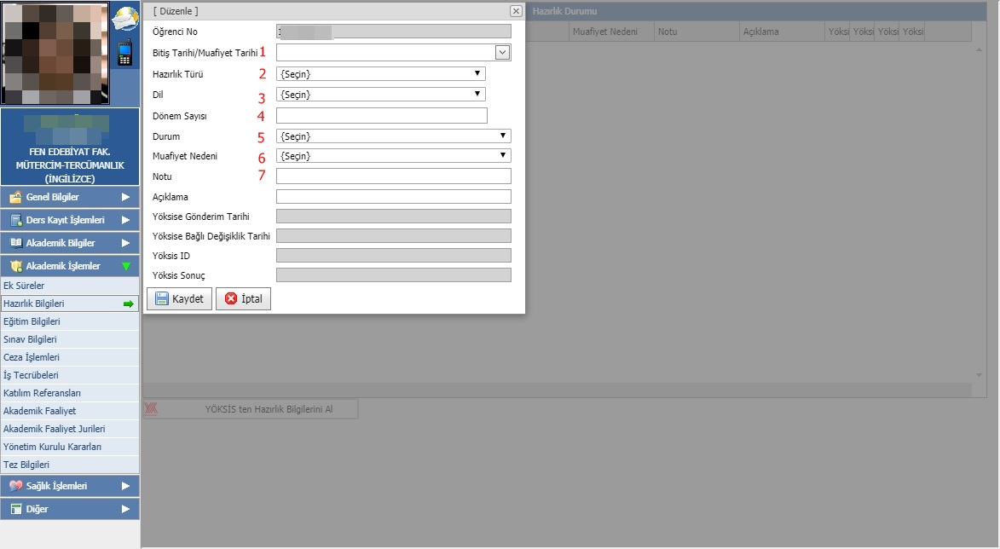 [ Düzenle ]
Öğrenci No
Bitiş Tarihi/Muafiyet Tarihi 1
Hazırlık Türü 2 {Seçin}
Dil 3 {Seçin}
Dönem Sayısı 4
Durum 5 {Seçin}
Muafiyet Nedeni 6 {Seçin}
Notu 7
Açıklama
Yöksise Gönderim Tarihi
Yöksise Bağlı Değişiklik Tarihi
Yöksis ID
Yöksis Sonuç
Kaydet İptal
Hazırlık Durumu
Muafiyet Nedeni Notu Açıklama Yöksi Yöksi Yöksi Yöksi
YÖKSİS ten Hazırlık Bilgilerini Al
FEN EDEBİYAT FAK.
MÜTERCİM-TERCÜMANLIK
(İNGİLİZCE)
Genel Bilgiler
Ders Kayıt İşlemleri
Akademik Bilgiler
Akademik İşlemler
Ek Süreler
Hazırlık Bilgileri
Eğitim Bilgileri
Sınav Bilgileri
Ceza İşlemleri
İş Tecrübeleri
Katılım Referansları
Akademik Faaliyet
Akademik Faaliyet Jurileri
Yönetim Kurulu Kararları
Tez Bilgileri
Sağlık İşlemleri
Diğer